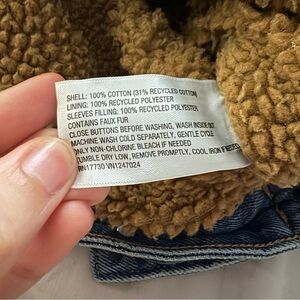 SHELL: 100% COTTON (31% RECYCLED COTTON)
LINING: 100% RECYCLED POLYESTER
SLEEVES FILLING: 100% RECYCLED POLYESTER
CONTAINS FAUX FUR
CLOSE BUTTONS BEFORE WASHING, WASH INSIDE OUT
MACHINE WASH COLD SEPARATELY, GENTLE CYCLE
ONLY NON-CHLORINE BLEACH IF NEEDED
TUMBLE DRY LOW, REMOVE PROMPTLY, COOL IRON IF NEEDED
RN17730 VN1247024